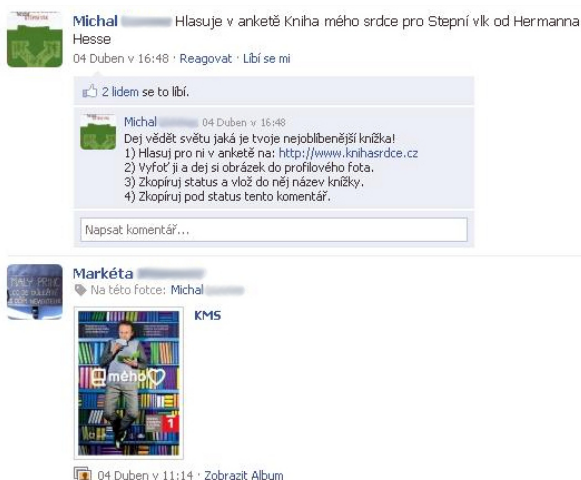 Michal Hlasuje v anketě Kniha mého srdce pro Stepní vlk od Hermanna
Hesse
04 Duben v 16:48 · Reagovat · Líbí se mi
2 lidem se to líbí.
Michal 04 Duben v 16:48
Dej vědět světu jaká je tvoje nejoblíbenější knížka!
1) Hlasuj pro ni v anketě na: http://www.knihasrdce.cz
2) Vyfoť ji a dej si obrázek do profilového fota.
3) Zkopíruj status a vlož do něj název knížky.
4) Zkopíruj pod status tento komentář.
Napsat komentář...
Markéta
MALÝ PRINC
Na této fotce: Michal
KMS
mého
1
04 Duben v 11:14 · Zobrazit Album